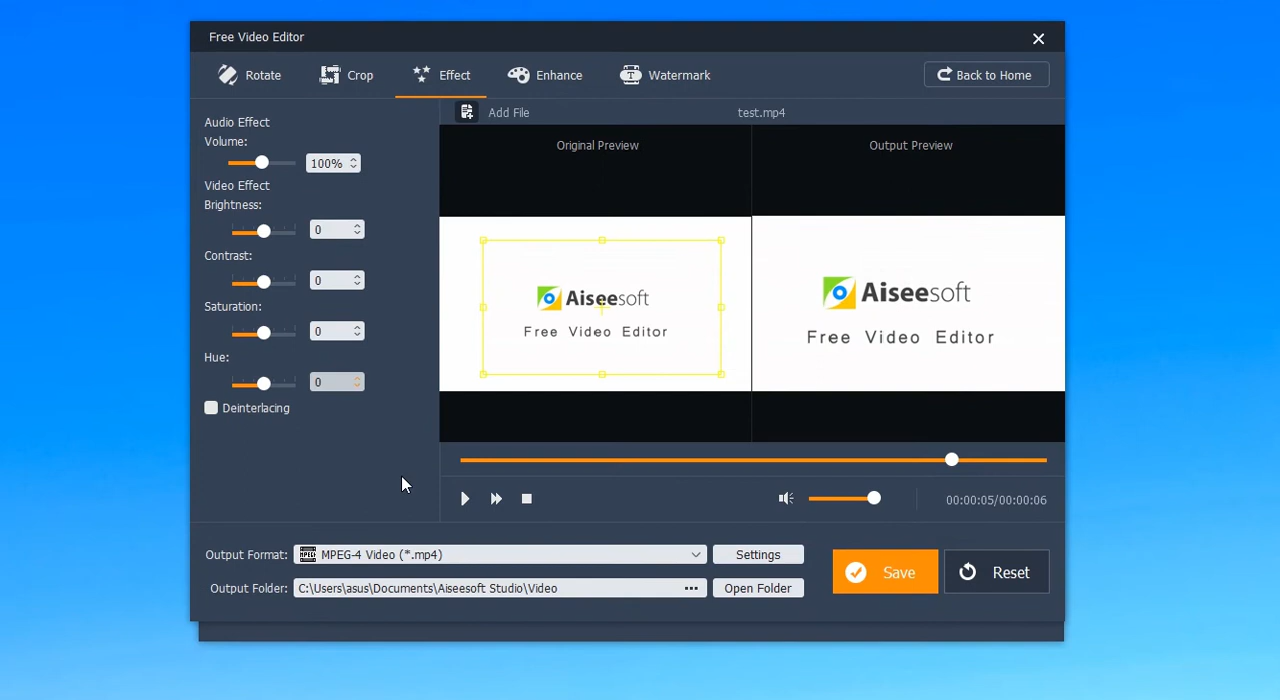 Free Video Editor
Rotate
Crop
Effect
Enhance
Watermark
Back to Home
Add File
test.mp4
Audio Effect
Volume:
100%
Video Effect
Brightness:
0
Contrast:
0
Saturation:
0
Hue:
0
Deinterlacing
Original Preview
Output Preview
Aiseesoft
Free Video Editor
Aiseesoft
Free Video Editor
00:00:05/00:00:06
Output Format:
MPEG
MPEG-4 Video (*.mp4)
Settings
Output Folder:
C:\Users\asus\Documents\Aiseesoft Studio\Video
...
Open Folder
Save
Reset